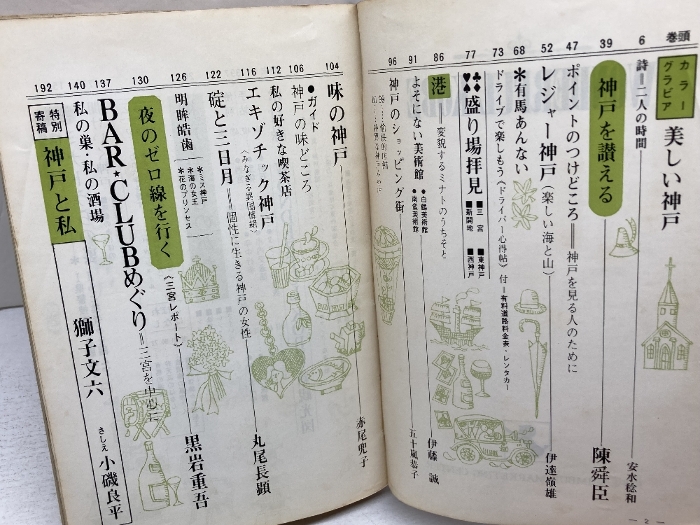 巻頭 カラーグラビア 美しい神戸
6 詩＝二人の時間 安水稔和
39 神戸を讃える 陳舜臣
47 ポイントのつけどころ＝神戸を見る人のために
52 レジャー神戸（楽しい海と山） 伊達嶺雄
68 ＊有馬あんない
73 ドライブで楽しもう（ドライバー心得帖）付＝有料道路料金表・レンタカー
77 盛り場拝見 ■三宮 ■東神戸 ■新開地 ■西神戸
86 港＝変貌するミナトのうちそと 伊藤誠
91 よそにない美術館 ●白鶴美術館 ●南蛮美術館
96 神戸のショッピング街 五十嵐恭子
— 2 —
104 味の神戸 赤尾兜子
●ガイド
106 神戸の味どころ
112 私の好きな喫茶店
116 エキゾチック神戸（みなぎる異国情緒） 丸尾長顕
122 碇と三日月＝個性に生きる神戸の女性
126 明眸皓歯 ＊ミス神戸 ＊海の女王 ＊花のプリンセス
130 夜のゼロ線を行く（三宮レポート） 黒岩重吾
137 BAR★CLUBめぐり＝三宮を中心に
140 私の巣・私の酒場
192 特別寄稿 神戸と私 獅子文六
さしえ 小磯良平